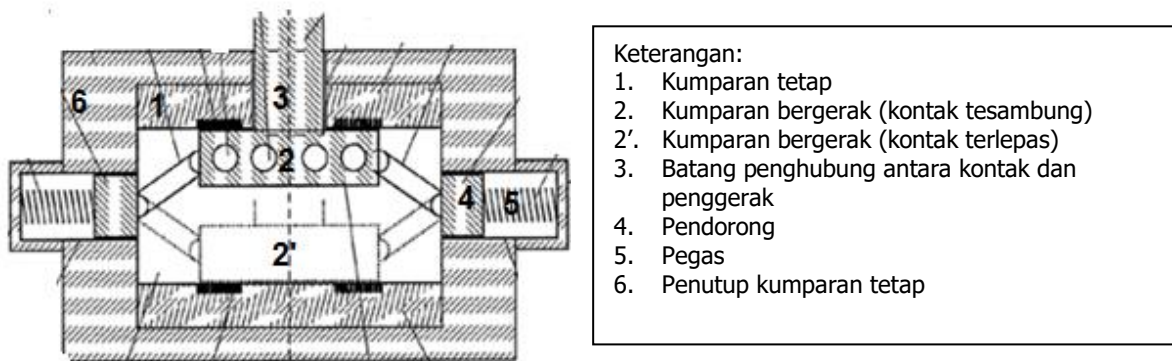 6
1
3
2
4
5
2'
Keterangan:
1. Kumparan tetap
2. Kumparan bergerak (kontak tesambung)
2'. Kumparan bergerak (kontak terlepas)
3. Batang penghubung antara kontak dan
penggerak
4. Pendorong
5. Pegas
6. Penutup kumparan tetap